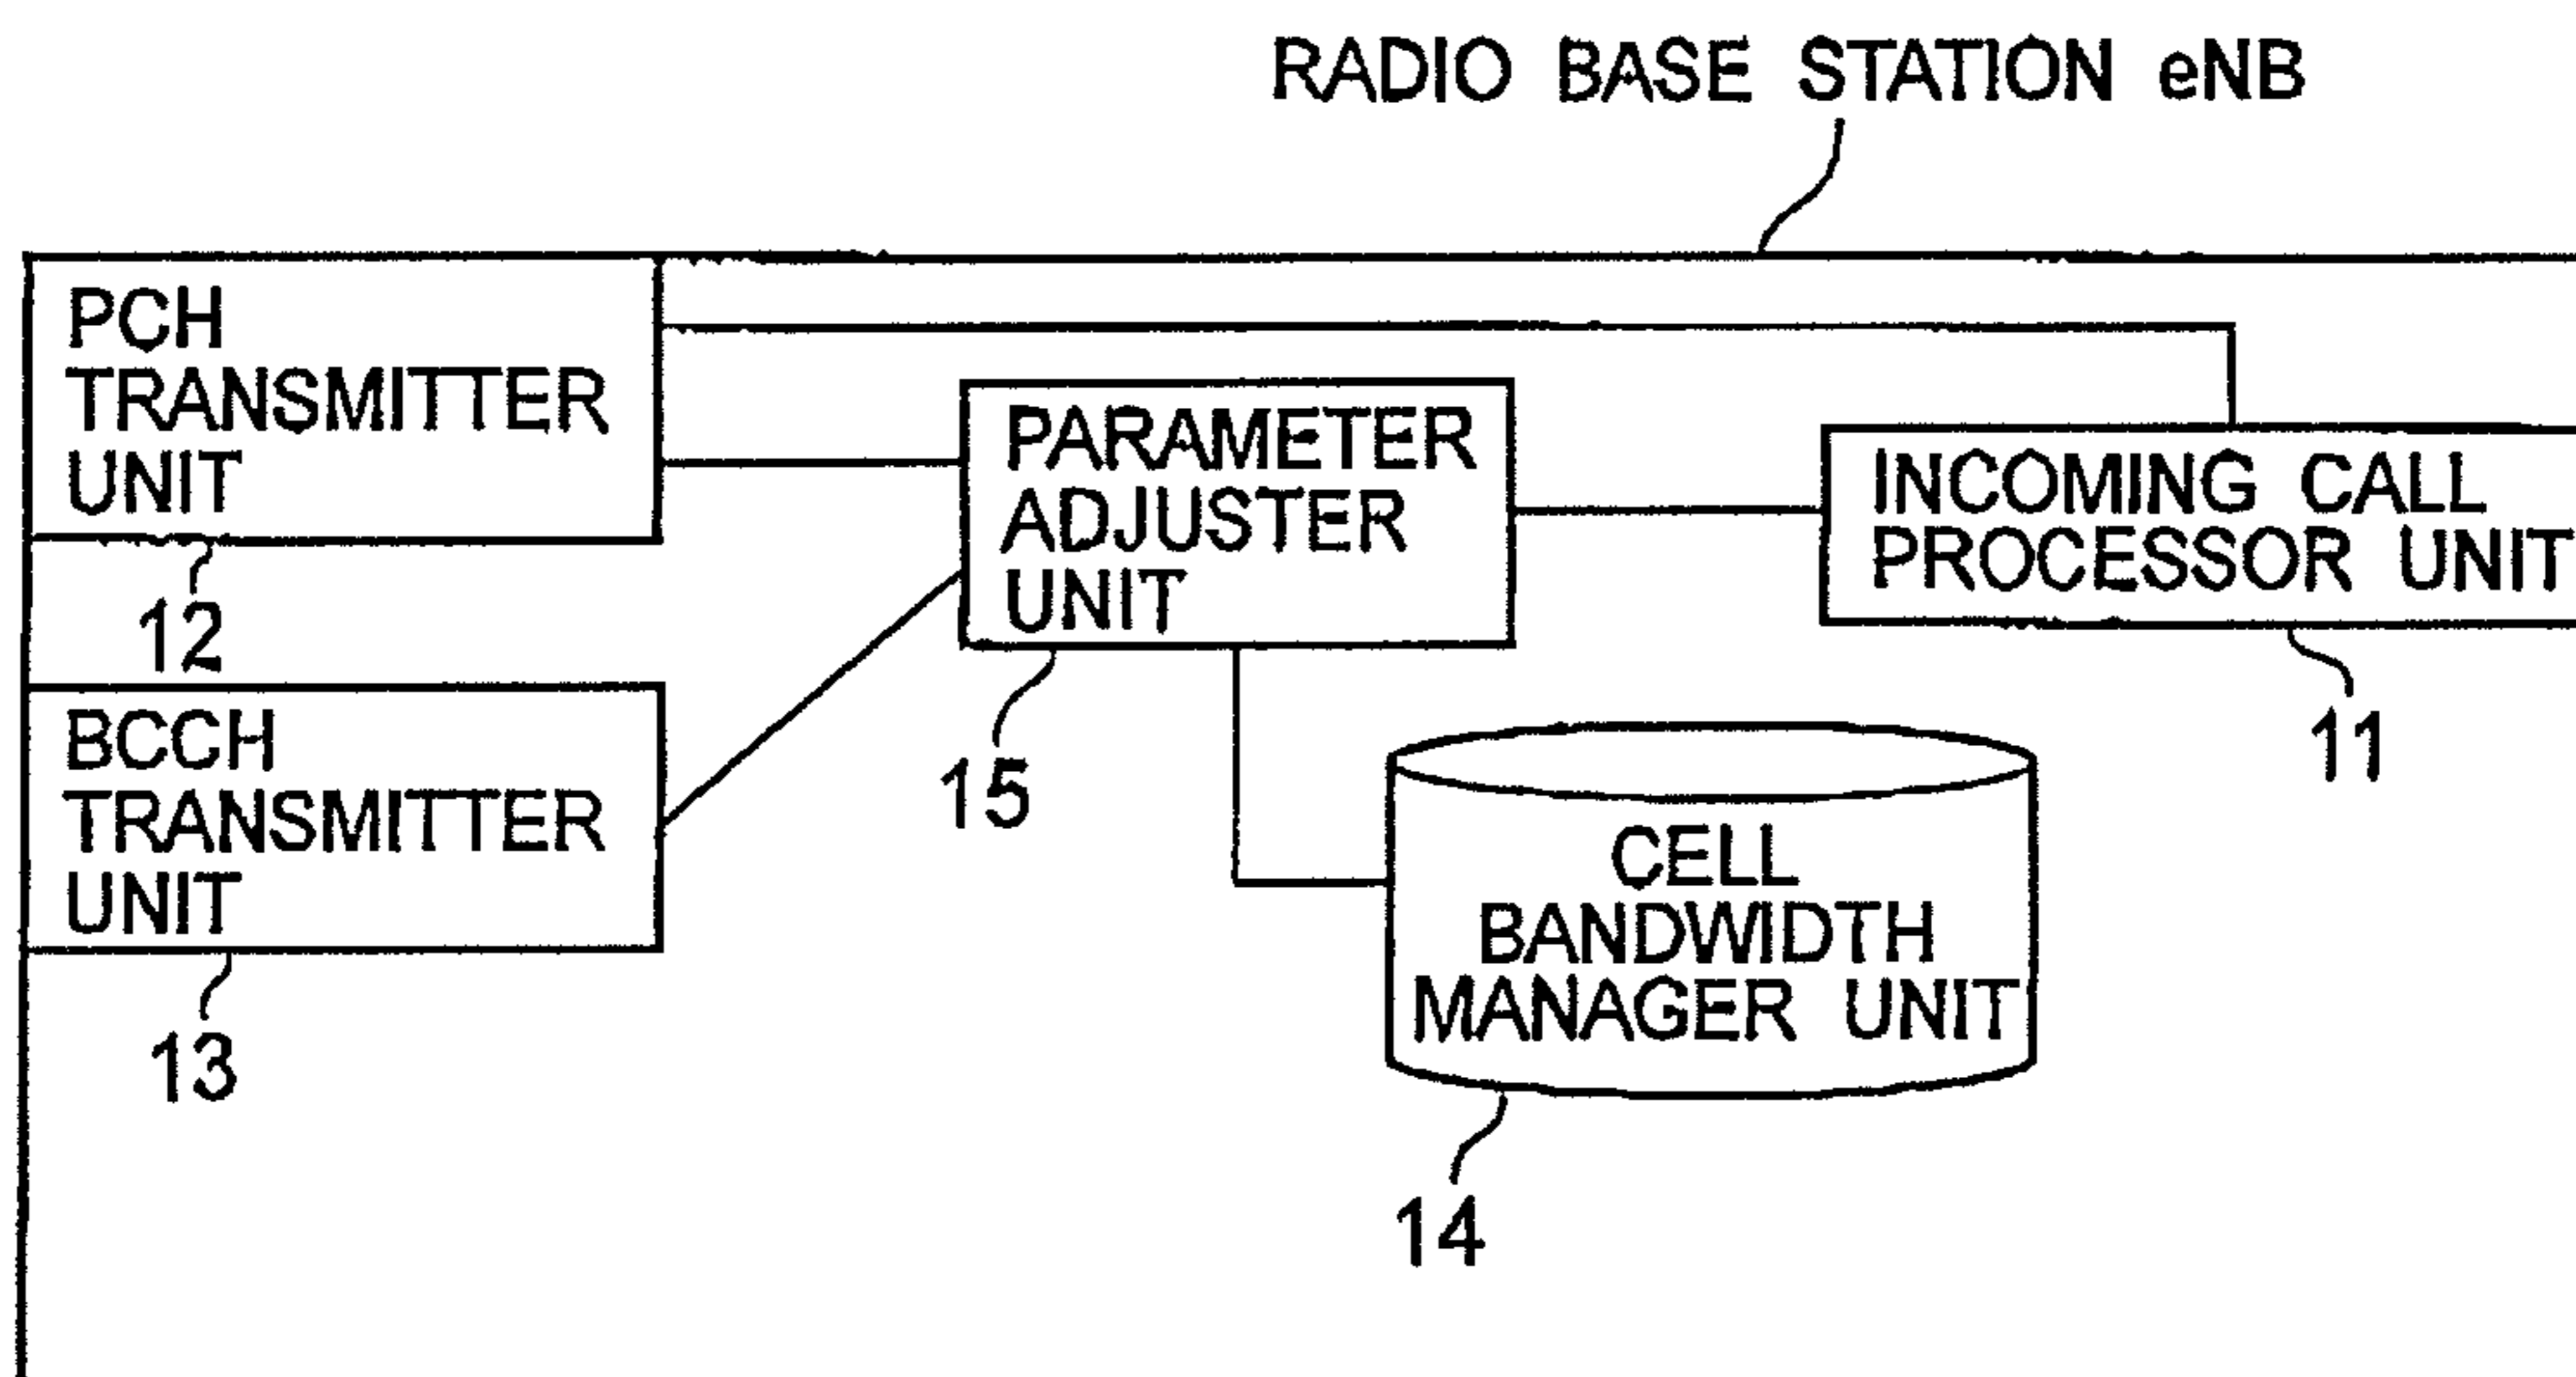 RADIO BASE STATION eNB
PCH
TRANSMITTER
UNIT
12
PARAMETER
ADJUSTER
UNIT
15
INCOMING CALL
PROCESSOR UNIT
11
BCCH
TRANSMITTER
UNIT
13
CELL
BANDWIDTH
MANAGER UNIT
14